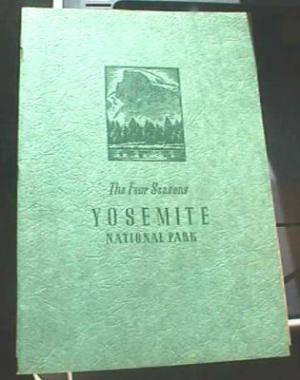 The Four Seasons
YOSEMITE
NATIONAL PARK